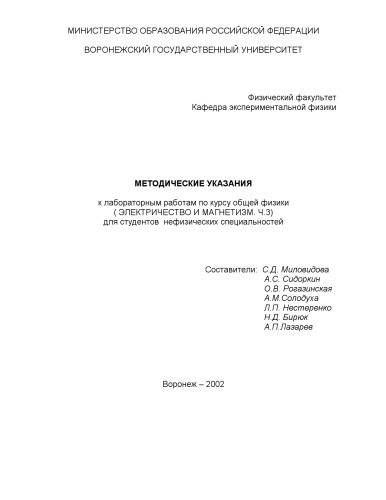 МИНИСТЕРСТВО ОБРАЗОВАНИЯ РОССИЙСКОЙ ФЕДЕРАЦИИ
ВОРОНЕЖСКИЙ ГОСУДАРСТВЕННЫЙ УНИВЕРСИТЕТ
Физический факультет
Кафедра экспериментальной физики
МЕТОДИЧЕСКИЕ УКАЗАНИЯ
к лабораторным работам по курсу общей физики
( ЭЛЕКТРИЧЕСТВО И МАГНЕТИЗМ. Ч.3)
для студентов нефизических специальностей
Составители: С.Д. Миловидова
А.С. Сидоркин
О.В. Рогазинская
А.М.Солодуха
Л.П. Нестеренко
Н.Д. Бирюк
А.П.Лазарев
Воронеж – 2002